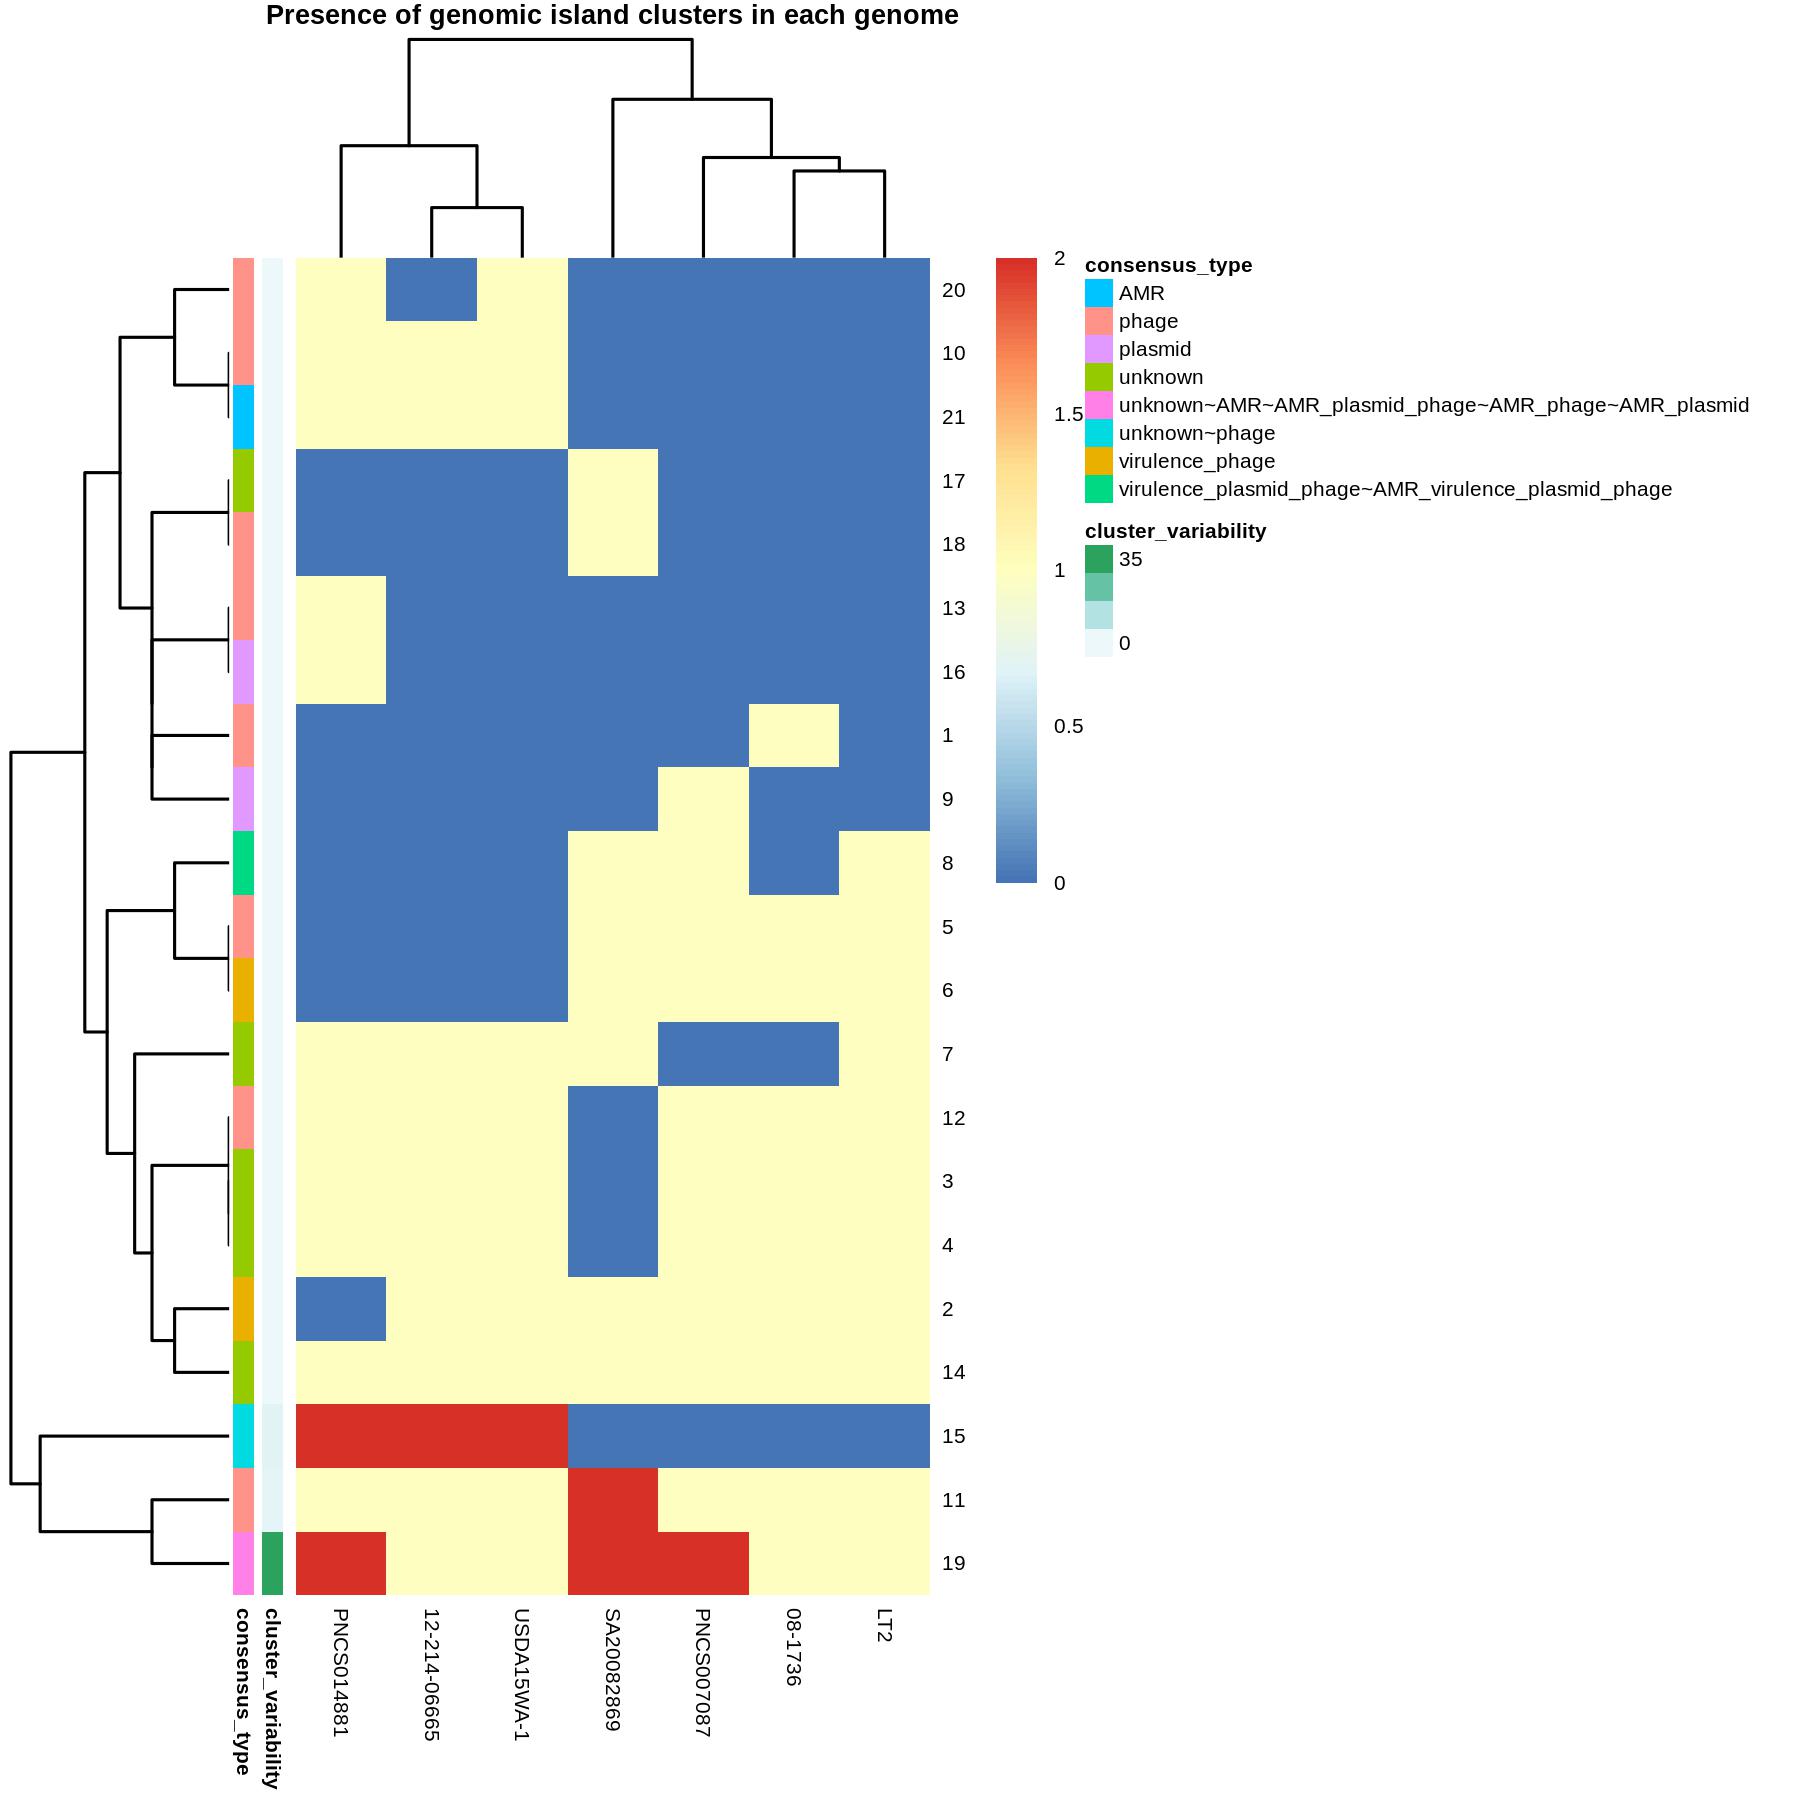 Presence of genomic island clusters in each genome
20
10
21
17
18
13
16
1
9
8
5
6
7
12
3
4
2
14
15
11
19
2
1.5
1
0.5
0
consensus_type
AMR
phage
plasmid
unknown
unknown~AMR~AMR_plasmid_phage~AMR_phage~AMR_plasmid
unknown~phage
virulence_phage
virulence_plasmid_phage~AMR_virulence_plasmid_phage
cluster_variability
35
0
consensus_type
cluster_variability
PNCS014881
12-214-06665
USDA15WA-1
SA20082869
PNCS007087
08-1736
LT2